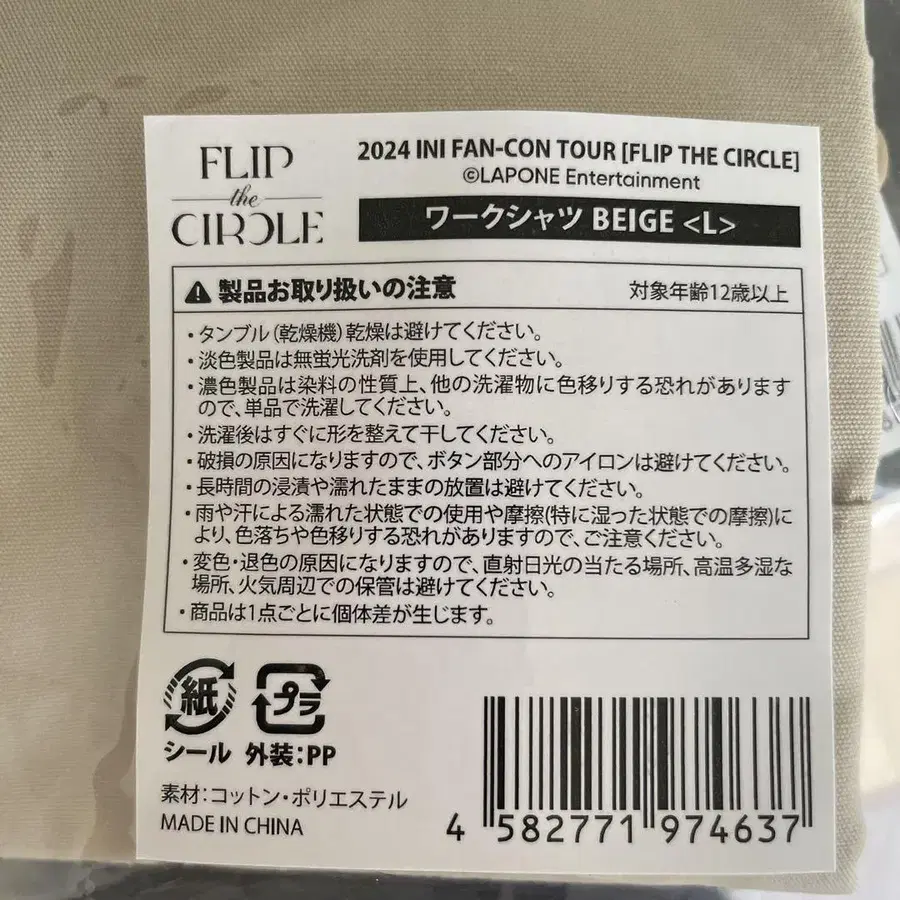 FLIP
the
CIRCLE
2024 INI FAN-CON TOUR [FLIP THE CIRCLE]
©LAPONE Entertainment
ワークシャツ BEIGE <L>
製品お取り扱いの注意
対象年齢12歳以上
・タンブル(乾燥機)乾燥は避けてください。
・淡色製品は無蛍光洗剤を使用してください。
・濃色製品は染料の性質上、他の洗濯物に色移りする恐れがあります
ので、単品で洗濯してください。
・洗濯後はすぐに形を整えて干してください。
・破損の原因になりますので、ボタン部分へのアイロンは避けてください。
・長時間の浸漬や濡れたままの放置は避けてください。
・雨や汗による濡れた状態での使用や摩擦(特に湿った状態での摩擦)に
より、色落ちや色移りする恐れがありますので、ご注意ください。
・変色・退色の原因になりますので、直射日光の当たる場所、高温多湿な
場所、火気周辺での保管は避けてください。
・商品は1点ごとに個体差が生じます。
紙
プラ
シール
外装:PP
素材:コットン・ポリエステル
MADE IN CHINA
4 582771 974637